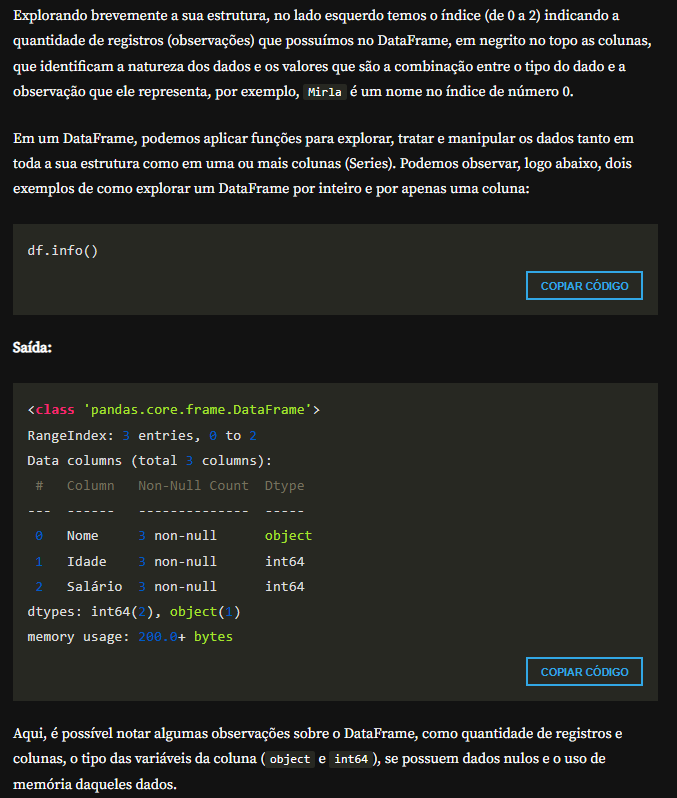 Explorando brevemente a sua estrutura, no lado esquerdo temos o índice (de 0 a 2) indicando a
quantidade de registros (observações) que possuímos no DataFrame, em negrito no topo as colunas,
que identificam a natureza dos dados e os valores que são a combinação entre o tipo do dado e a
observação que ele representa, por exemplo, Mirla é um nome no índice de número 0.
Em um DataFrame, podemos aplicar funções para explorar, tratar e manipular os dados tanto em
toda a sua estrutura como em uma ou mais colunas (Series). Podemos observar, logo abaixo, dois
exemplos de como explorar um DataFrame por inteiro e por apenas uma coluna:
df.info()
COPIAR CÓDIGO
Saída:
<class 'pandas.core.frame.DataFrame'>
RangeIndex: 3 entries, 0 to 2
Data columns (total 3 columns):
 #   Column   Non-Null Count  Dtype
---  ------   --------------  -----
 0   Nome     3 non-null      object
 1   Idade    3 non-null      int64
 2   Salário  3 non-null      int64
dtypes: int64(2), object(1)
memory usage: 200.0+ bytes
COPIAR CÓDIGO
Aqui, é possível notar algumas observações sobre o DataFrame, como quantidade de registros e
colunas, o tipo das variáveis da coluna (object e int64), se possuem dados nulos e o uso de
memória daqueles dados.